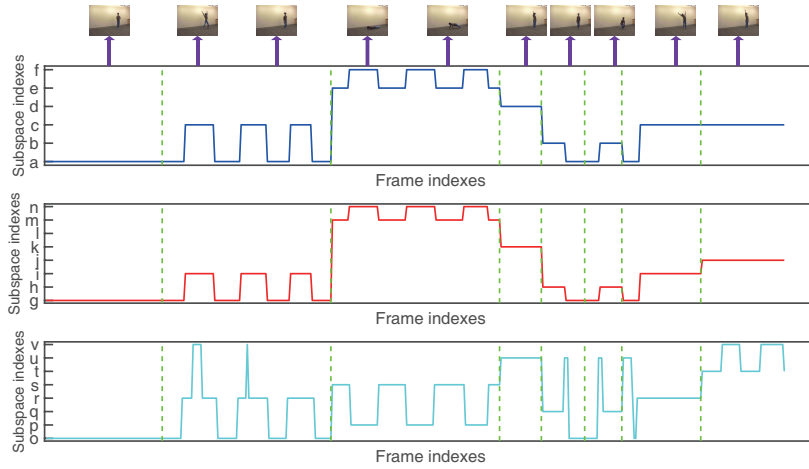 Subspace indexes
f
e
d
c
b
a
Frame indexes
Subspace indexes
n
m
l
k
j
i
h
g
Frame indexes
Subspace indexes
v
u
t
s
r
q
p
o
Frame indexes